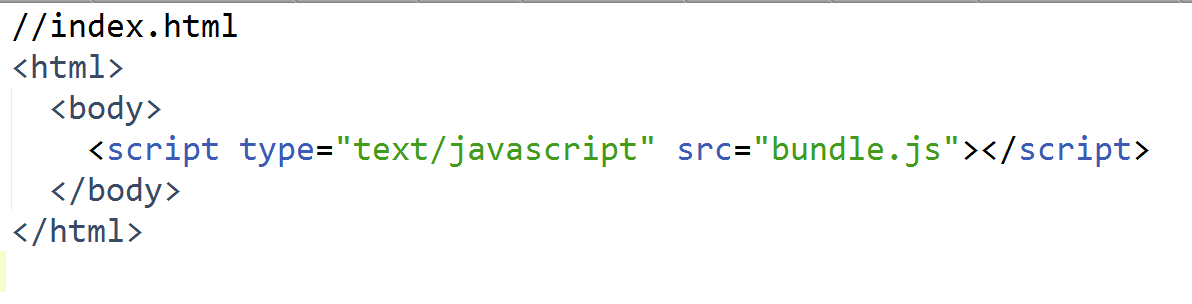 //index.html
<html>
  <body>
    <script type="text/javascript" src="bundle.js"></script>
  </body>
</html>